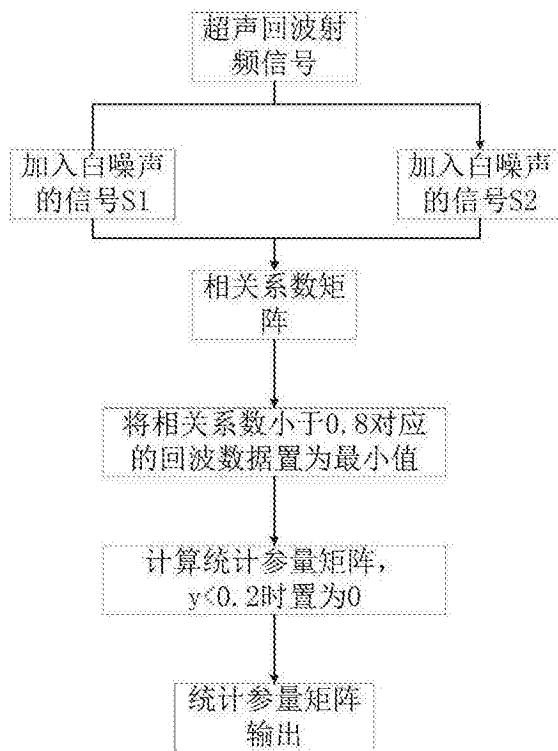 超声回波射
频信号
加入白噪声
的信号S1
加入白噪声
的信号S2
相关系数矩
阵
将相关系数小于0.8对应
的回波数据置为最小值
计算统计参量矩阵，
y<0.2时置为0
统计参量矩阵
输出